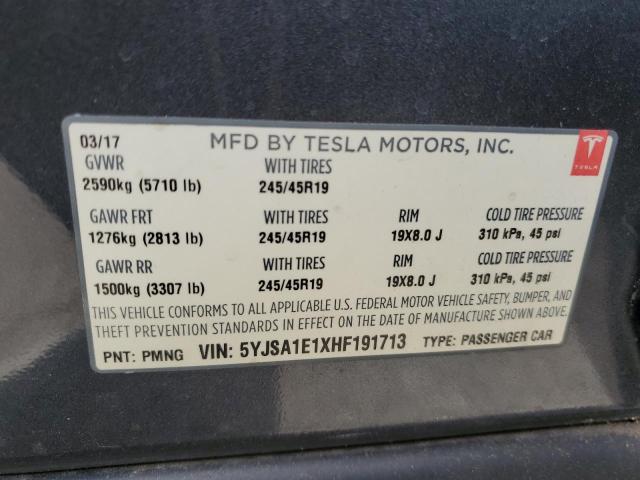 03/17 MFD BY TESLA MOTORS, INC.
GVWR WITH TIRES
2590kg (5710 lb) 245/45R19
GAWR FRT WITH TIRES RIM COLD TIRE PRESSURE
1276kg (2813 lb) 245/45R19 19X8.0 J 310 kPa, 45 psi
GAWR RR WITH TIRES RIM COLD TIRE PRESSURE
1500kg (3307 lb) 245/45R19 19X8.0 J 310 kPa, 45 psi
THIS VEHICLE CONFORMS TO ALL APPLICABLE U.S. FEDERAL MOTOR VEHICLE SAFETY, BUMPER, AND
THEFT PREVENTION STANDARDS IN EFFECT ON THE DATE OF MANUFACTURE SHOWN ABOVE.
PNT: PMNG VIN: 5YJSA1E1XHF191713 TYPE: PASSENGER CAR
TESLA